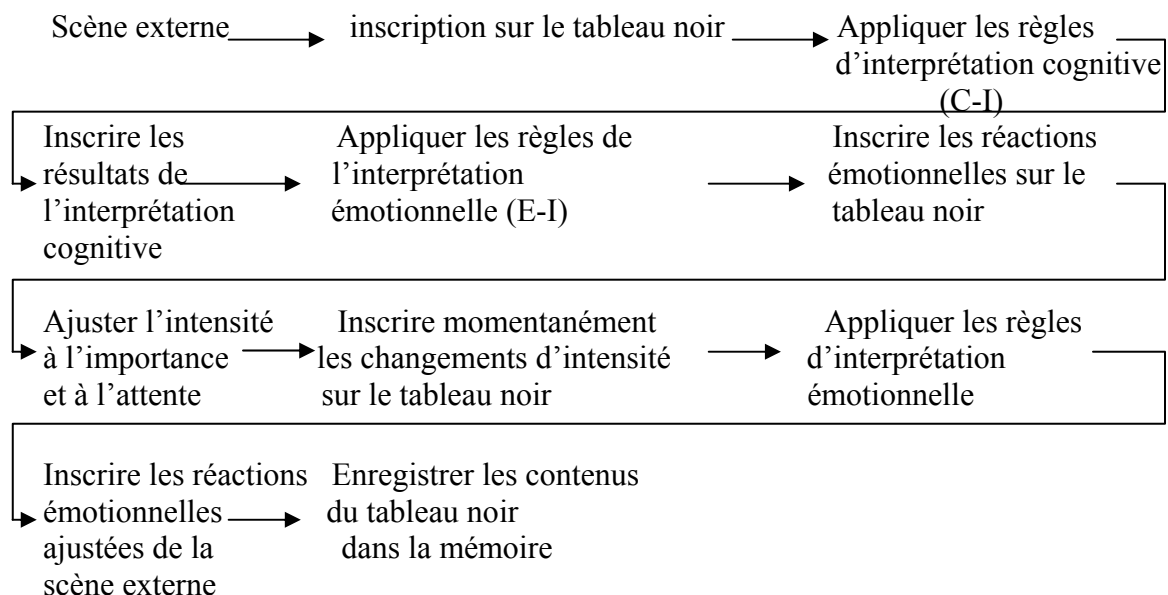 Scène externe
inscription sur le tableau noir
Appliquer les règles
d’interprétation cognitive
(C-I)
Inscrire les
résultats de
l’interprétation
cognitive
Appliquer les règles de
l’interprétation
émotionnelle (E-I)
Inscrire les réactions
émotionnelles sur le
tableau noir
Ajuster l’intensité
à l’importance
et à l’attente
Inscrire momentanément
les changements d’intensité
sur le tableau noir
Appliquer les règles
d’interprétation
émotionnelle
Inscrire les réactions
émotionnelles
ajustées de la
scène externe
Enregistrer les contenus
du tableau noir
dans la mémoire